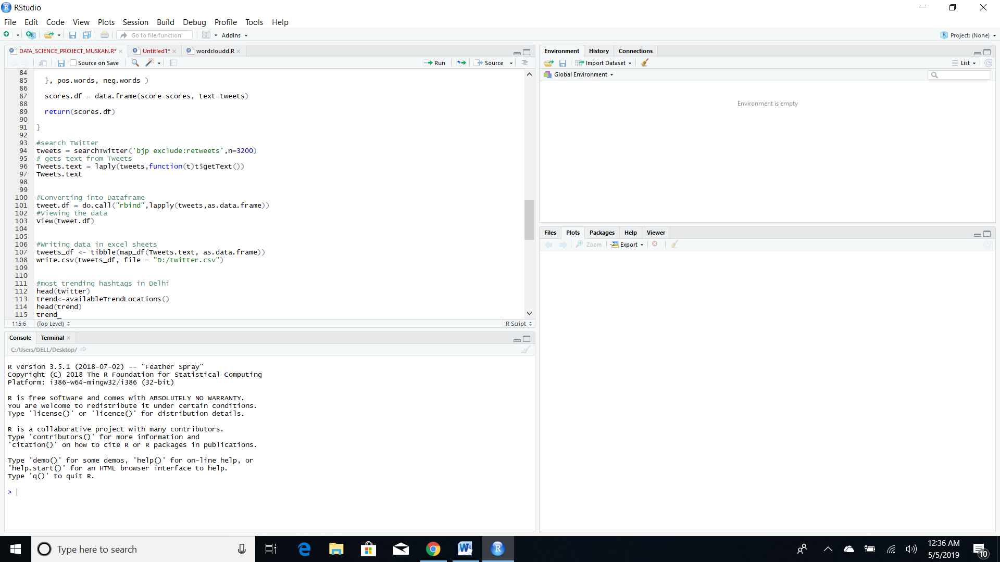 RStudio
File Edit Code View Plots Session Build Debug Profile Tools Help
Go to file/function Addins Project: (None)
DATA_SCIENCE_PROJECT_MUSKAN.R* Untitled1* wordcloudd.R
Source on Save Run Source
84
85 }, pos.words, neg.words )
86
87 scores.df = data.frame(score=scores, text=tweets)
88
89 return(scores.df)
90
91 }
92
93 #search TWitter
94 tweets = searchTwitter('bjp exclude:retweets',n=3200)
95 # gets text from Tweets
96 Tweets.text = laply(tweets,function(t)t$getText())
97 Tweets.text
98
99
100 #Converting into Dataframe
101 tweet.df = do.call("rbind",lapply(tweets,as.data.frame))
102 #Viewing the data
103 View(tweet.df)
104
105
106 #Writing data in excel sheets
107 tweets_df <- tibble(map_df(Tweets.text, as.data.frame))
108 write.csv(tweets_df, file = "D:/twitter.csv")
109
110
111 #most trending hashtags in Delhi
112 head(twitter)
113 trend<-availableTrendLocations()
114 head(trend)
115 trend_
115:6 (Top Level) R Script
Console Terminal
C:/Users/DELL/Desktop/
R version 3.5.1 (2018-07-02) -- "Feather Spray"
Copyright (C) 2018 The R Foundation for Statistical Computing
Platform: i386-w64-mingw32/i386 (32-bit)
R is free software and comes with ABSOLUTELY NO WARRANTY.
You are welcome to redistribute it under certain conditions.
Type 'license()' or 'licence()' for distribution details.
R is a collaborative project with many contributors.
Type 'contributors()' for more information and
'citation()' on how to cite R or R packages in publications.
Type 'demo()' for some demos, 'help()' for on-line help, or
'help.start()' for an HTML browser interface to help.
Type 'q()' to quit R.
>
Environment History Connections
Import Dataset List
Global Environment
Environment is empty
Files Plots Packages Help Viewer
Zoom Export
Type here to search
12:36 AM
5/5/2019
10